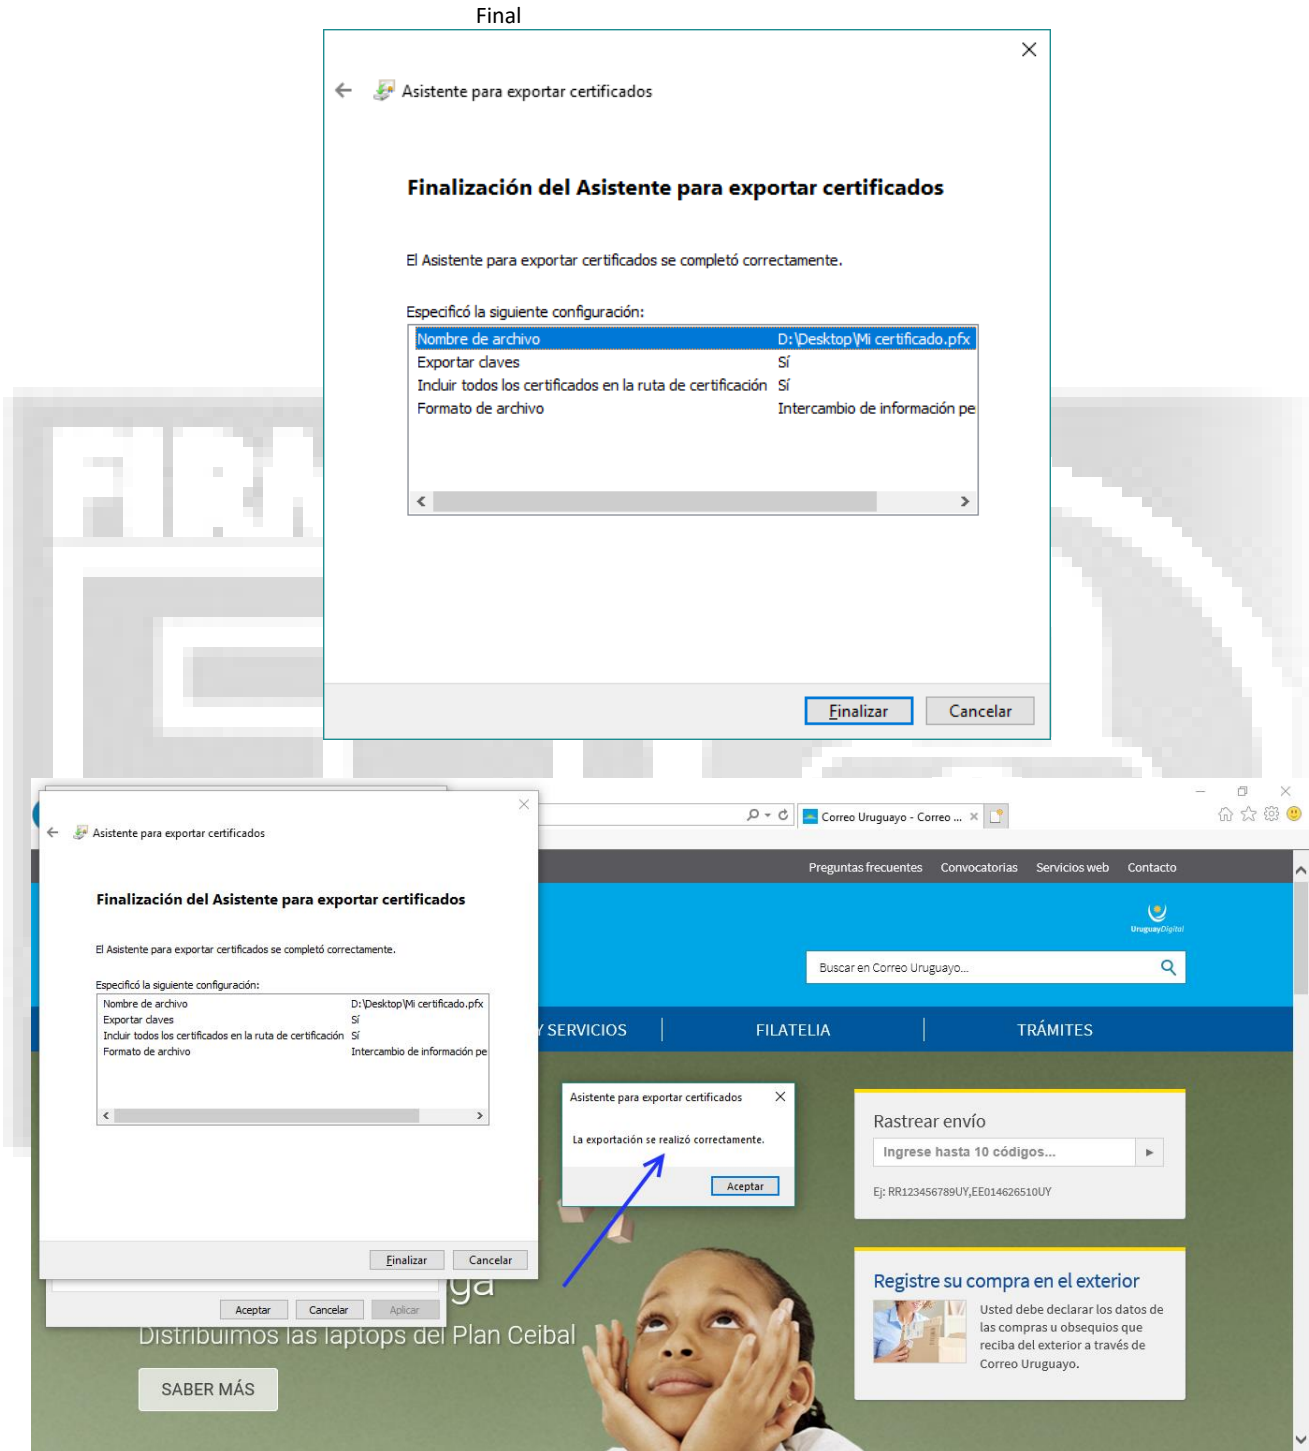 Final
Asistente para exportar certificados
Finalización del Asistente para exportar certificados
El Asistente para exportar certificados se completó correctamente.
Especificó la siguiente configuración:
Nombre de archivo D:\Desktop\Mi certificado.pfx
Exportar claves Sí
Incluir todos los certificados en la ruta de certificación Sí
Formato de archivo Intercambio de información pe
Finalizar Cancelar
FIRM
Asistente para exportar certificados
Finalización del Asistente para exportar certificados
El Asistente para exportar certificados se completó correctamente.
Especificó la siguiente configuración:
Nombre de archivo D:\Desktop\Mi certificado.pfx
Exportar claves Sí
Incluir todos los certificados en la ruta de certificación Sí
Formato de archivo Intercambio de información pe
Finalizar Cancelar
Aceptar Cancelar Aplicar
Correo Uruguayo - Correo ...
Preguntas frecuentes Convocatorias Servicios web Contacto
UruguayDigital
Buscar en Correo Uruguayo...
Y SERVICIOS FILATELIA TRÁMITES
Asistente para exportar certificados
La exportación se realizó correctamente.
Aceptar
Rastrear envío
Ingrese hasta 10 códigos...
Ej: RR123456789UY,EE014626510UY
Registre su compra en el exterior
Usted debe declarar los datos de
las compras u obsequios que
reciba del exterior a través de
Correo Uruguayo.
Distribuimos las laptops del Plan Ceibal
SABER MÁS